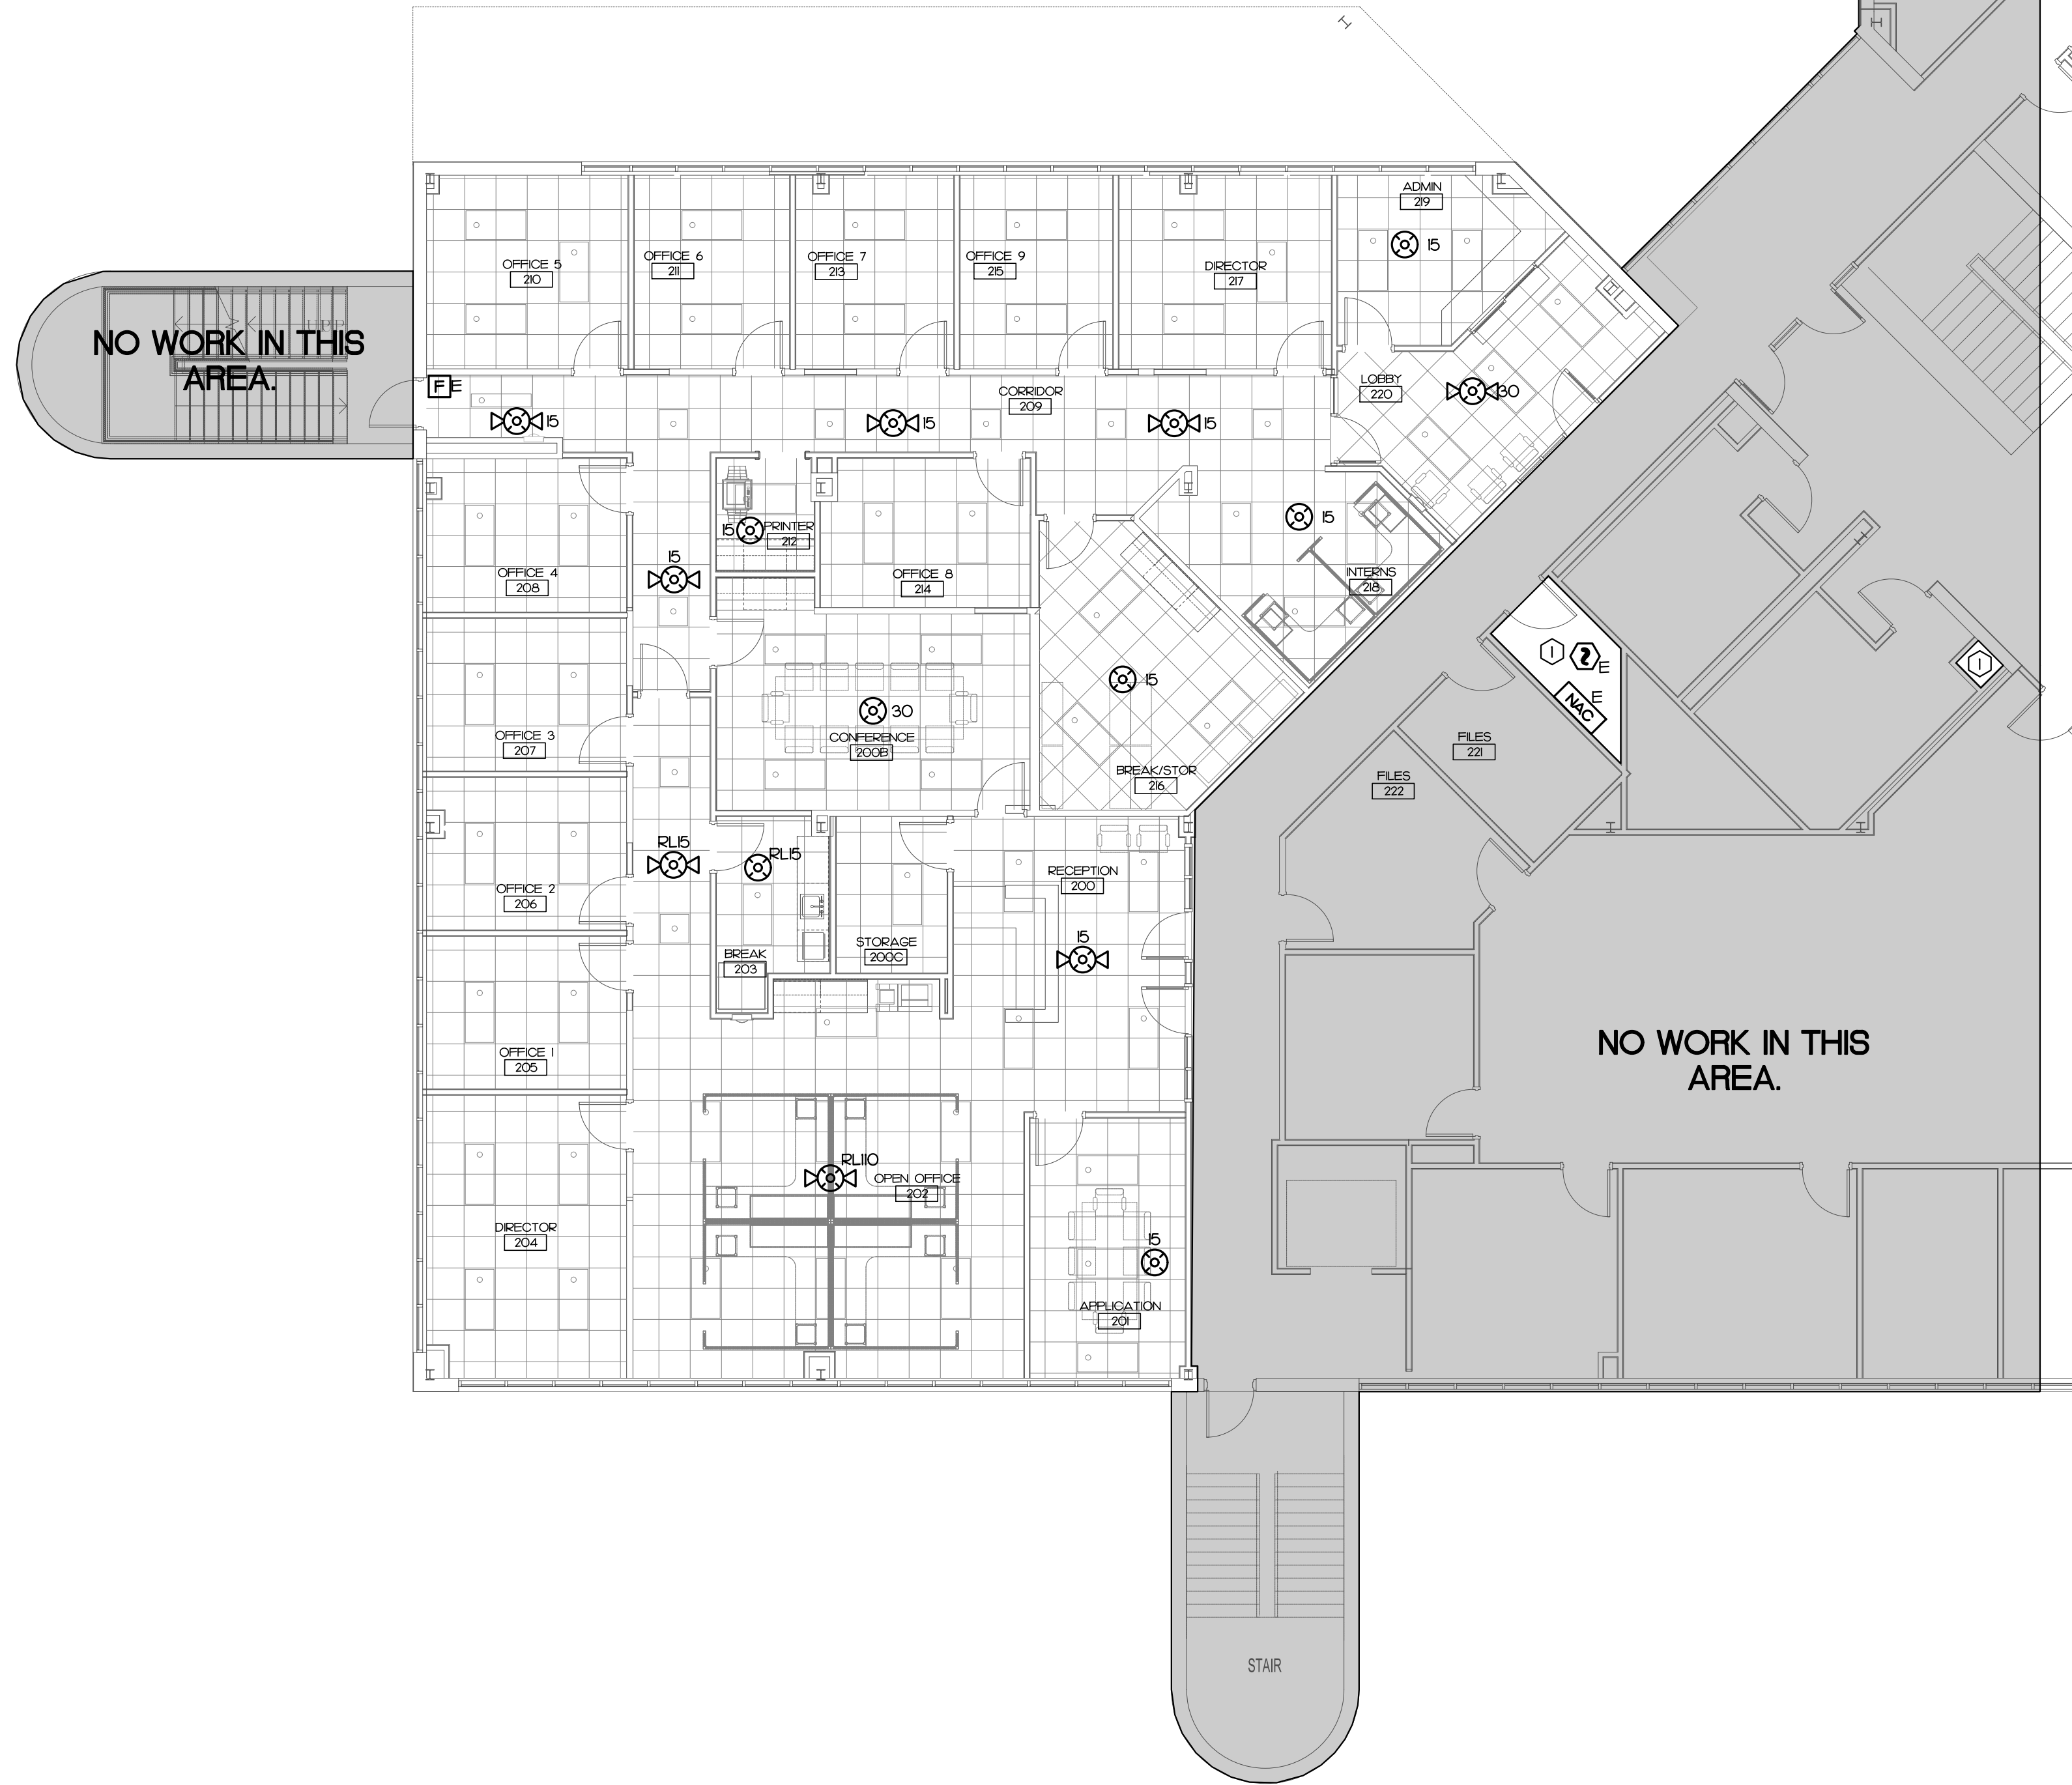 ADMIN
219
15
OFFICE 6
211
OFFICE 7
213
OFFICE 9
215
OFFICE 5
210
DIRECTOR
217
UP
NO WORK IN THIS
AREA.
F E
CORRIDOR
209
LOBBY
220
30
15
15
15
15
PRINTER
212
15
15
OFFICE 4
208
OFFICE 8
214
INTERNS
218
I
E
I
E
NAC
15
30
OFFICE 3
207
CONFERENCE
200B
FILES
221
BREAK/STOR
216
FILES
222
RL15
RL15
RECEPTION
200
OFFICE 2
206
15
STORAGE
200C
BREAK
203
NO WORK IN THIS
AREA.
OFFICE 1
205
RL110
OPEN OFFICE
202
DIRECTOR
204
15
APPLICATION
201
STAIR